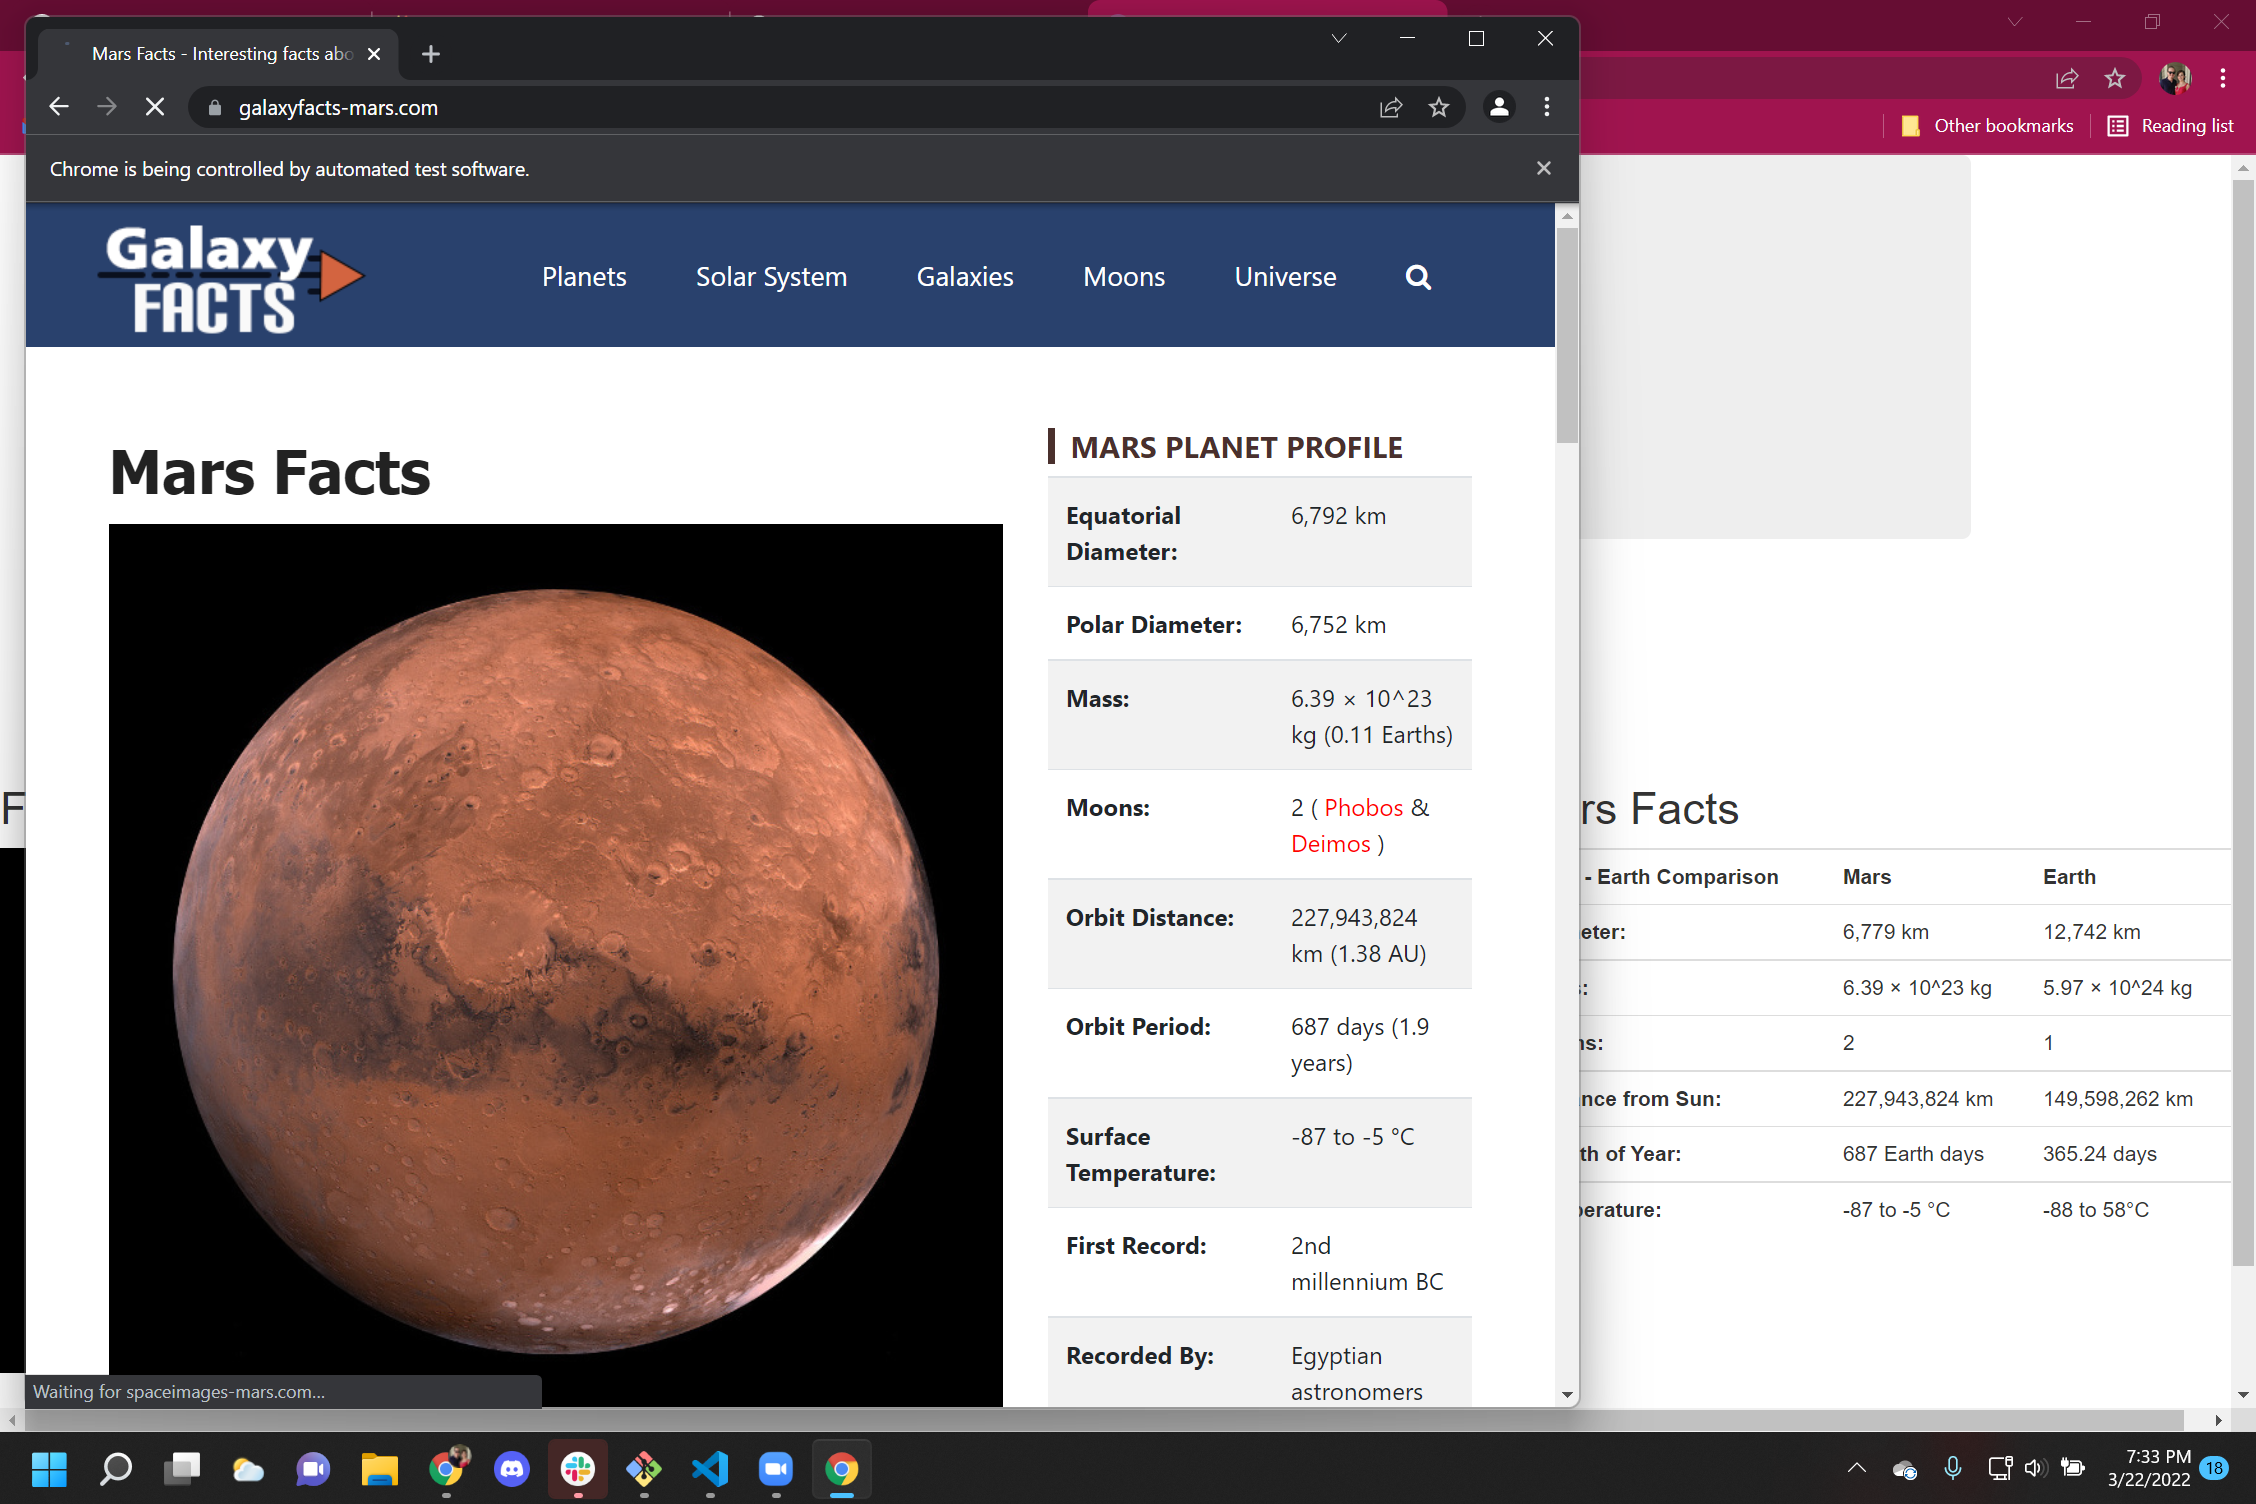 Mars Facts - Interesting facts abo
galaxyfacts-mars.com
Other bookmarks
Reading list
Chrome is being controlled by automated test software.
Galaxy
FACTS
Planets
Solar System
Galaxies
Moons
Universe
Mars Facts
MARS PLANET PROFILE
Equatorial
Diameter:
6,792 km
Polar Diameter:
6,752 km
Mass:
6.39 × 10^23
kg (0.11 Earths)
Moons:
2 ( Phobos &
Deimos )
Orbit Distance:
227,943,824
km (1.38 AU)
Orbit Period:
687 days (1.9
years)
Surface
Temperature:
-87 to -5 °C
First Record:
2nd
millennium BC
Recorded By:
Egyptian
astronomers
Waiting for spaceimages-mars.com...
F
rs Facts
- Earth Comparison Mars Earth
eter: 6,779 km 12,742 km
s: 6.39 × 10^23 kg 5.97 × 10^24 kg
ns: 2 1
nce from Sun: 227,943,824 km 149,598,262 km
th of Year: 687 Earth days 365.24 days
perature: -87 to -5 °C -88 to 58°C
7:33 PM
3/22/2022
18